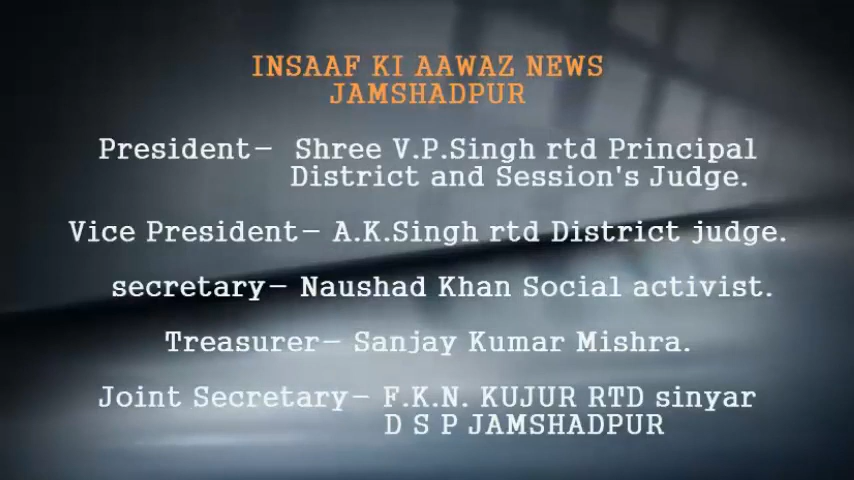 INSAAF KI AAWAZ NEWS
JAMSHADPUR
President- Shree V.P.Singh rtd Principal
District and Session's Judge.
Vice President- A.K.Singh rtd District judge.
secretary- Naushad Khan Social activist.
Treasurer- Sanjay Kumar Mishra.
Joint Secretary- F.K.N. KUJUR RTD sinyar
D S P JAMSHADPUR